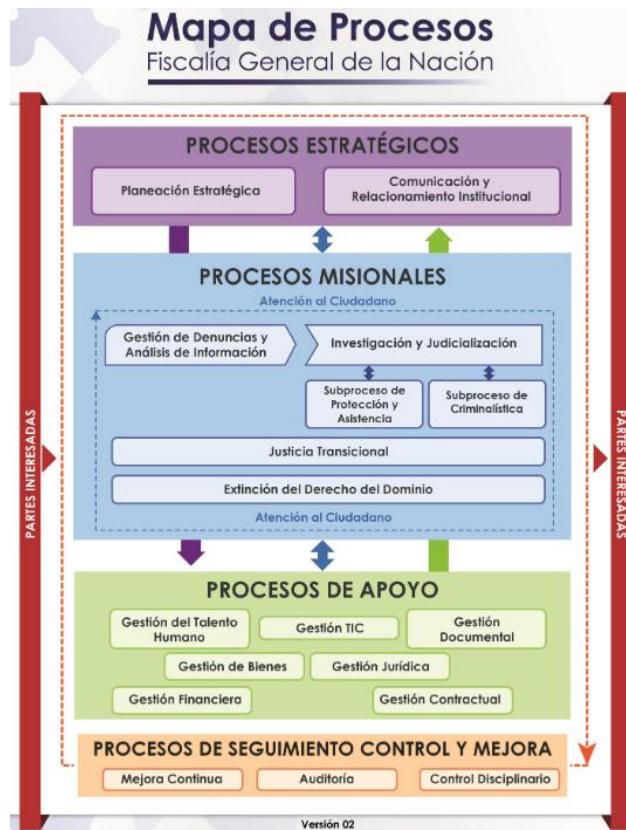 Mapa de Procesos
Fiscalía General de la Nación
PROCESOS ESTRATÉGICOS
Planeación Estratégica
Comunicación y
Relacionamiento Institucional
PROCESOS MISIONALES
Atención al Ciudadano
Gestión de Denuncias y
Análisis de Información
Investigación y Judicialización
Subproceso de
Protección y
Asistencia
Subproceso de
Criminalística
Justicia Transicional
Extinción del Derecho del Dominio
Atención al Ciudadano
PARTES INTERESADAS
PARTES INTERESADAS
PROCESOS DE APOYO
Gestión del Talento
Humano
Gestión TIC
Gestión
Documental
Gestión de Bienes
Gestión Jurídica
Gestión Financiera
Gestión Contractual
PROCESOS DE SEGUIMIENTO CONTROL Y MEJORA
Mejora Continua
Auditoría
Control Disciplinario
Versión 02